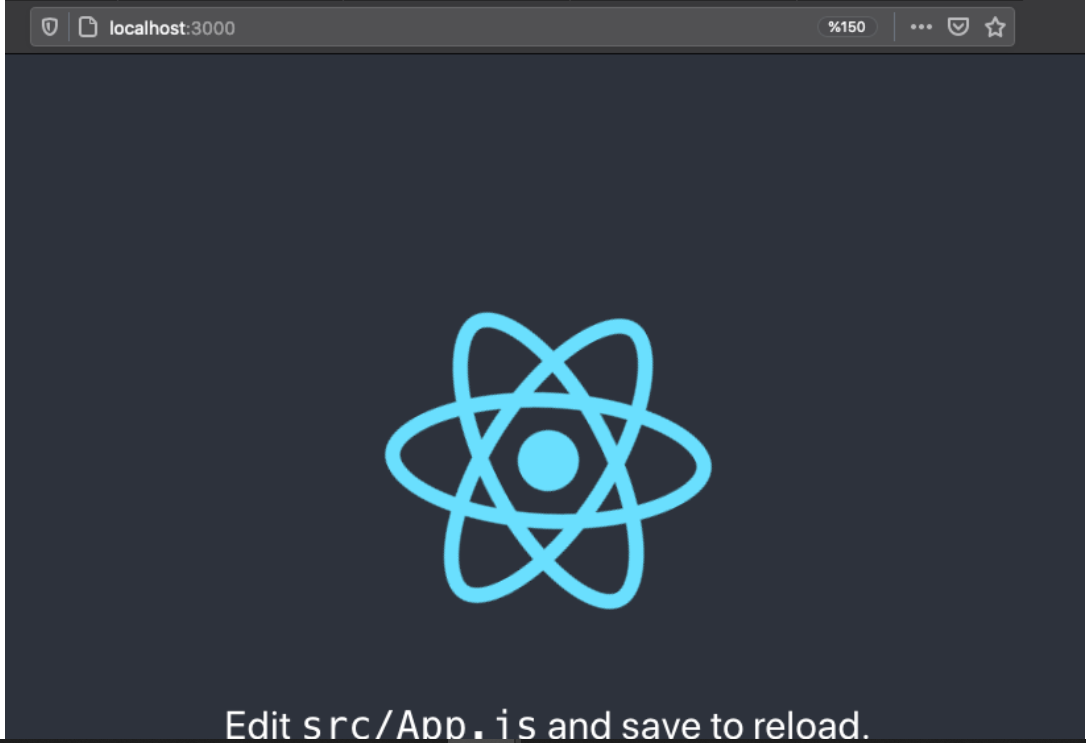 localhost:3000
%150
Edit src/App.js and save to reload.